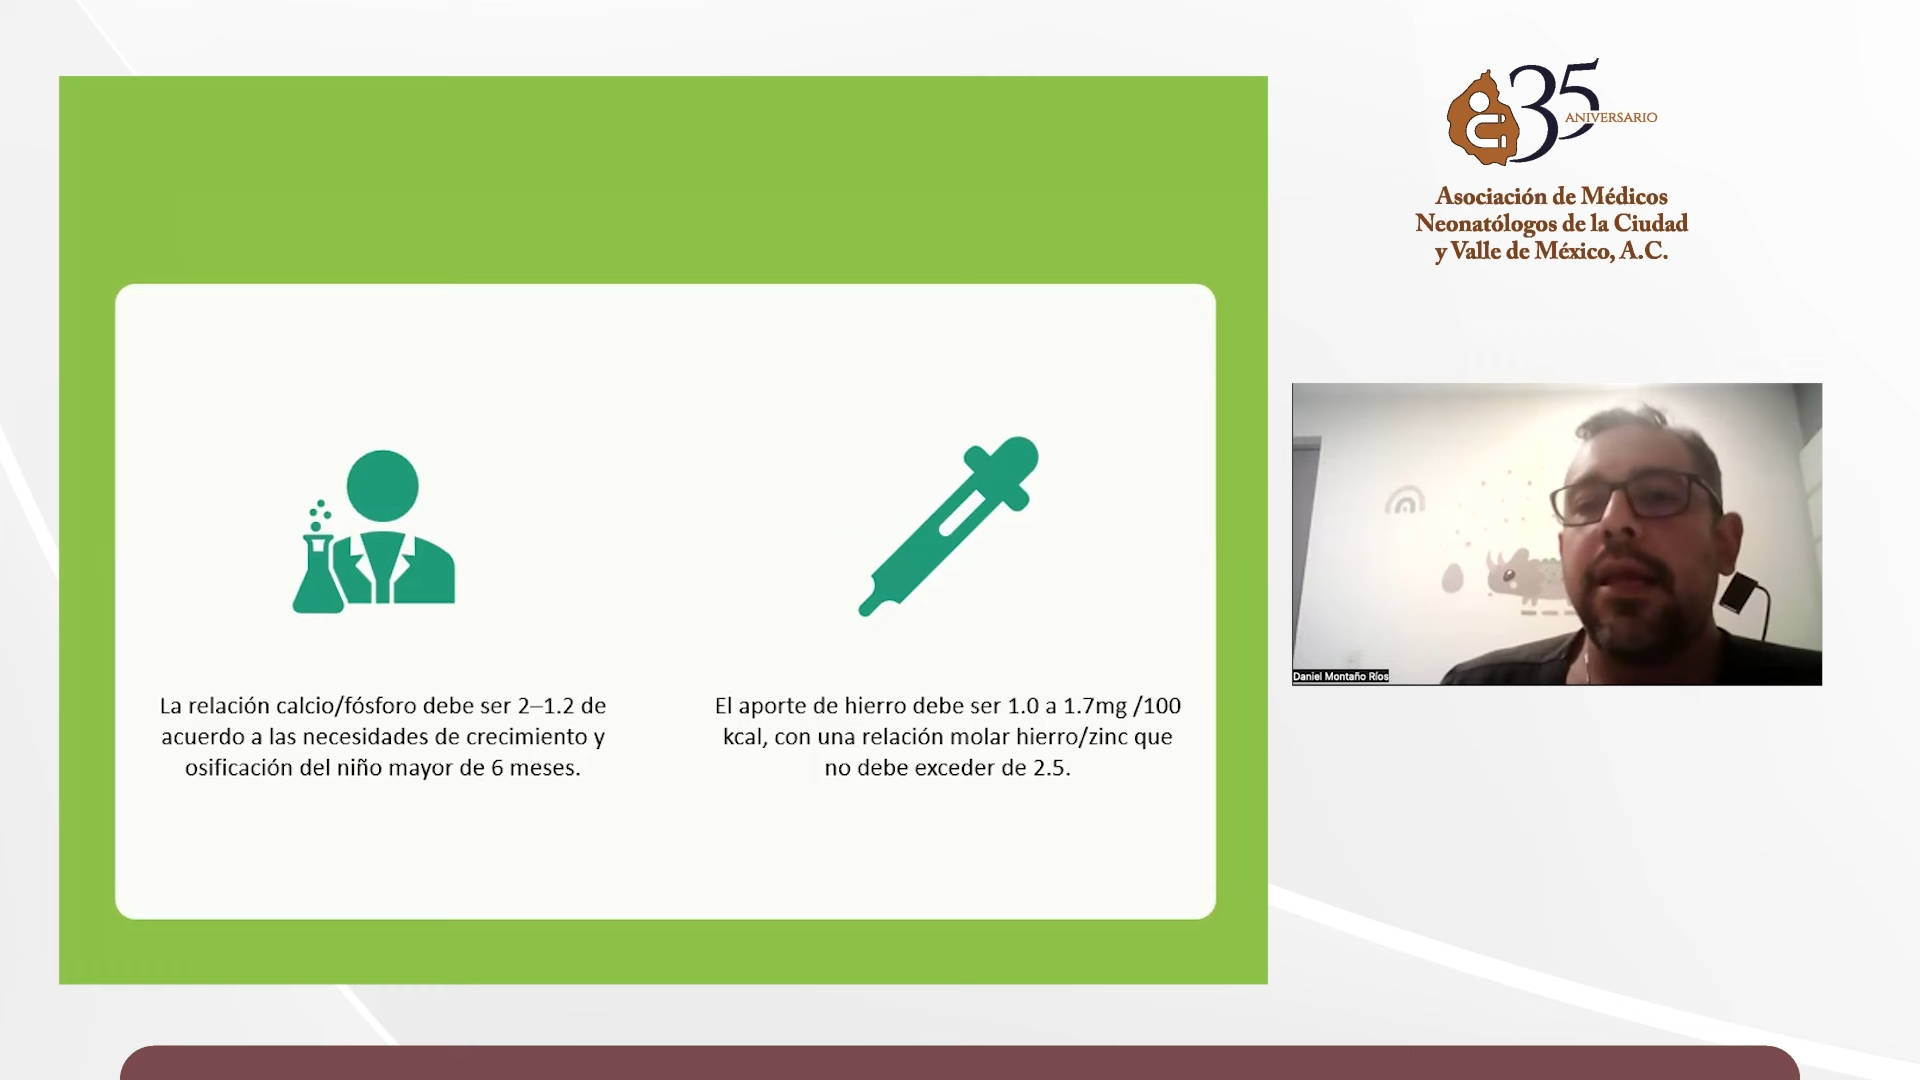 35
ANIVERSARIO
Asociación de Médicos
Neonatólogos de la Ciudad
y Valle de México, A.C.
La relación calcio/fósforo debe ser 2–1.2 de
acuerdo a las necesidades de crecimiento y
osificación del niño mayor de 6 meses.
El aporte de hierro debe ser 1.0 a 1.7mg /100
kcal, con una relación molar hierro/zinc que
no debe exceder de 2.5.
Daniel Montaño Ríos